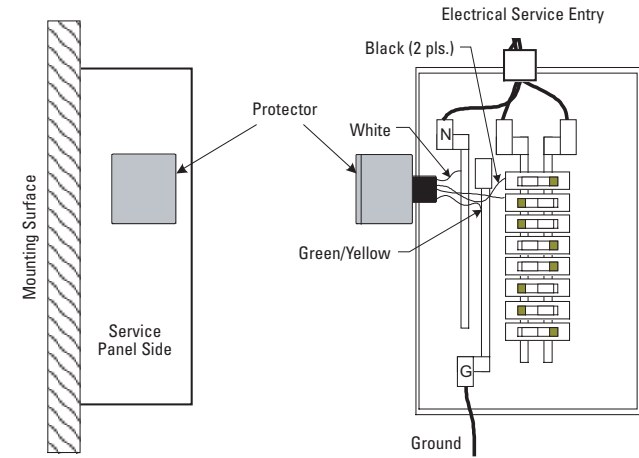 Electrical Service Entry
Black (2 pls.)
Protector
White
N
Mounting Surface
Green/Yellow
Service
Panel Side
G
Ground